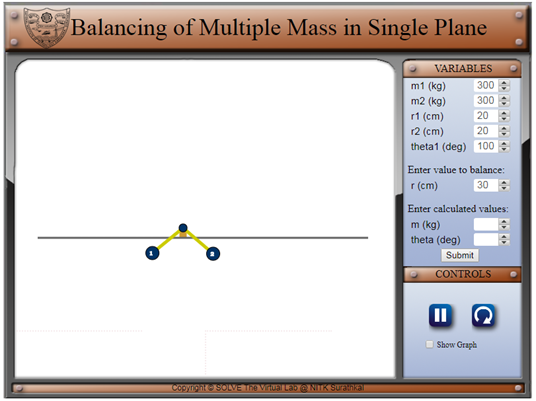 Balancing of Multiple Mass in Single Plane
VARIABLES
m1 (kg) 300
m2 (kg) 300
r1 (cm) 20
r2 (cm) 20
theta1 (deg) 100
Enter value to balance:
r (cm) 30
Enter calculated values:
m (kg)
theta (deg)
Submit
CONTROLS
Show Graph
1 2
Copyright © SOLVE The Virtual Lab @ NITK Surathkal